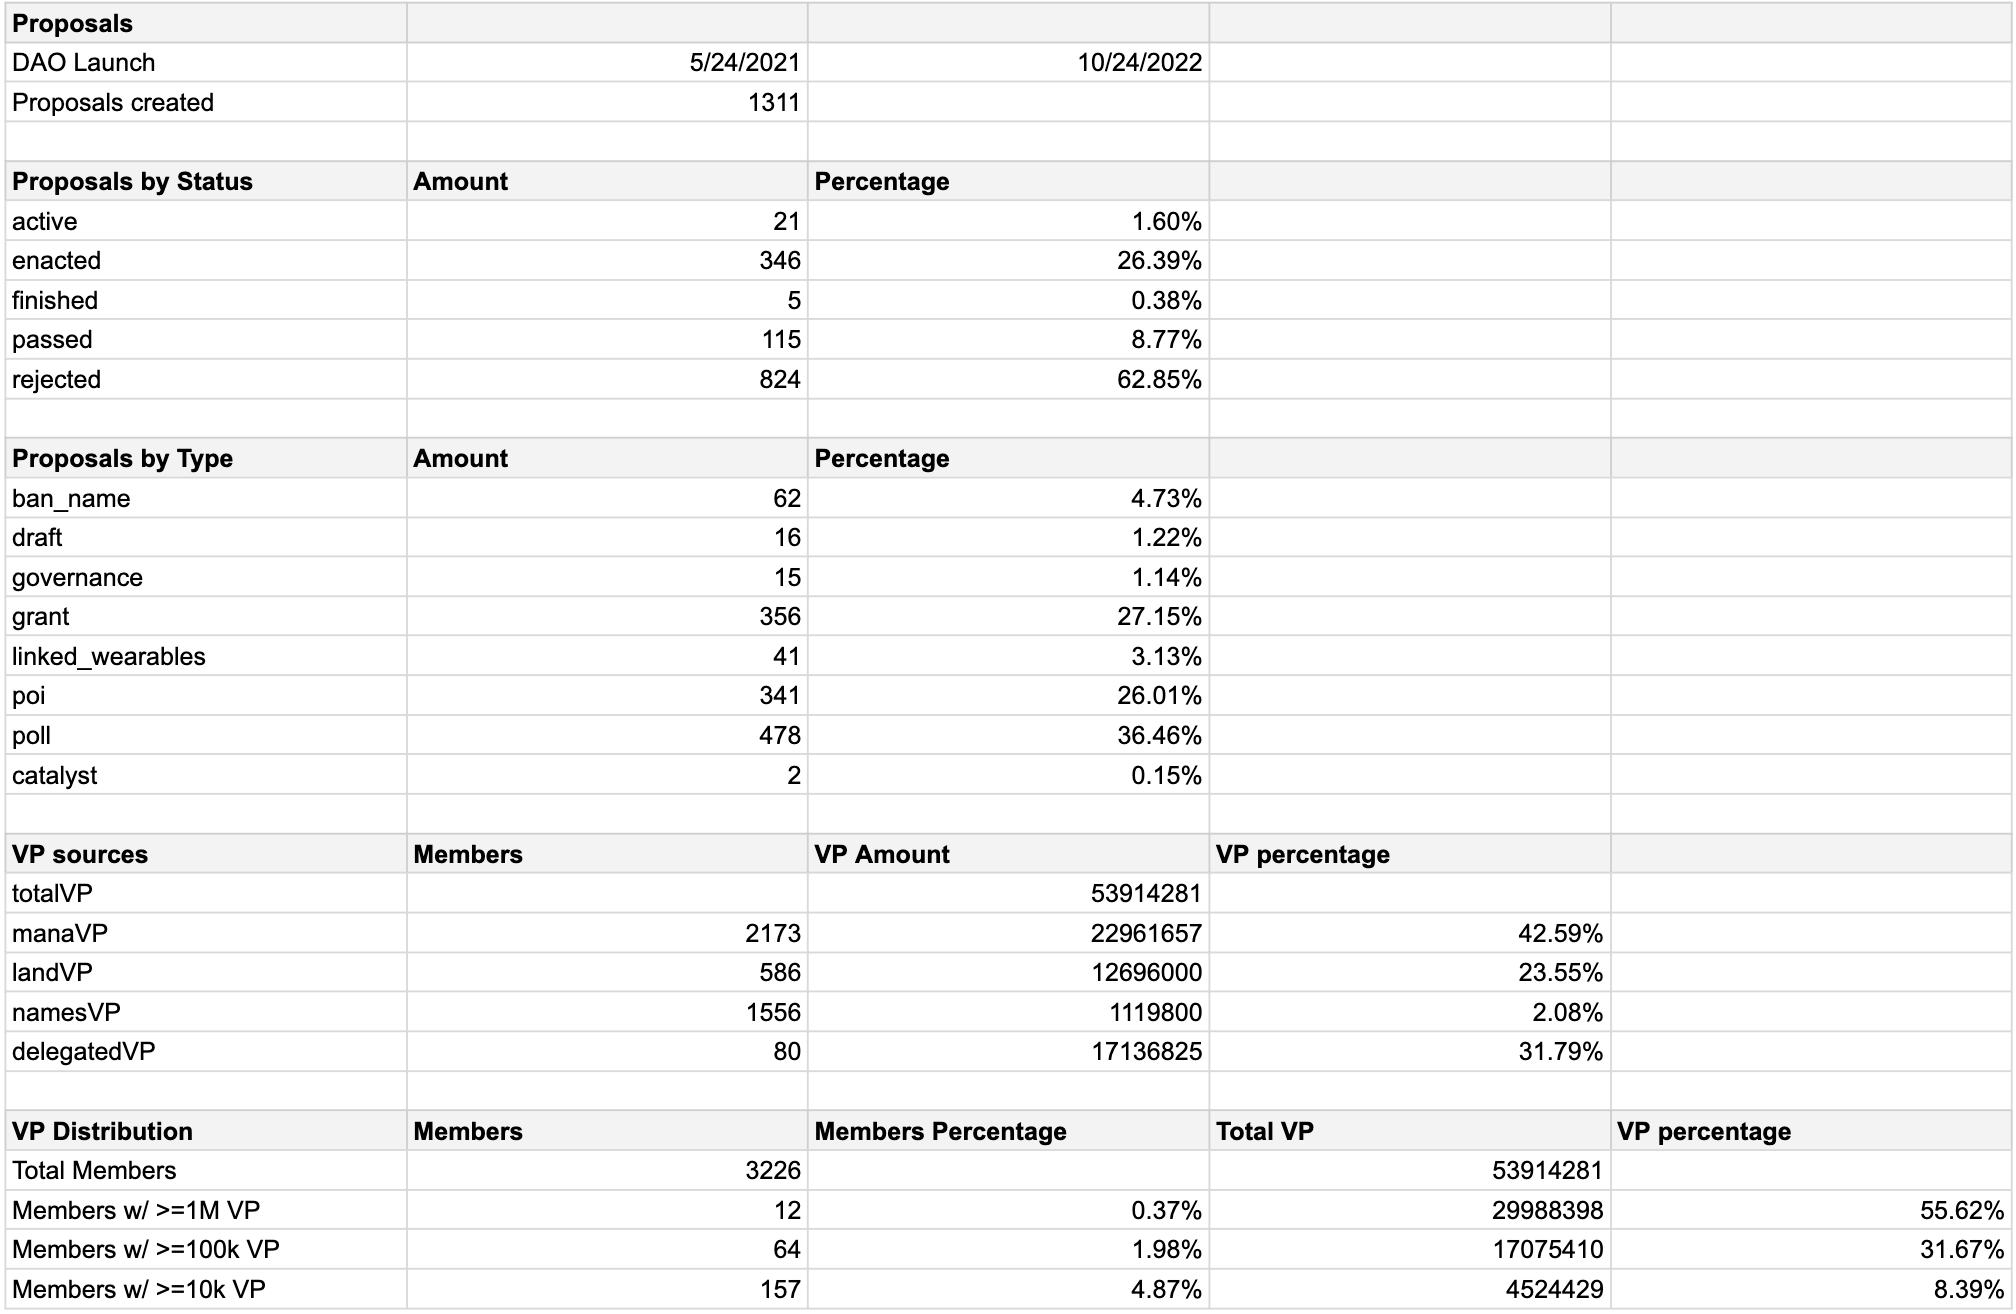 Proposals
DAO Launch 5/24/2021 10/24/2022
Proposals created 1311
Proposals by Status Amount Percentage
active 21 1.60%
enacted 346 26.39%
finished 5 0.38%
passed 115 8.77%
rejected 824 62.85%
Proposals by Type Amount Percentage
ban_name 62 4.73%
draft 16 1.22%
governance 15 1.14%
grant 356 27.15%
linked_wearables 41 3.13%
poi 341 26.01%
poll 478 36.46%
catalyst 2 0.15%
VP sources Members VP Amount VP percentage
totalVP 53914281
manaVP 2173 22961657 42.59%
landVP 586 12696000 23.55%
namesVP 1556 1119800 2.08%
delegatedVP 80 17136825 31.79%
VP Distribution Members Members Percentage Total VP VP percentage
Total Members 3226 53914281
Members w/ >=1M VP 12 0.37% 29988398 55.62%
Members w/ >=100k VP 64 1.98% 17075410 31.67%
Members w/ >=10k VP 157 4.87% 4524429 8.39%